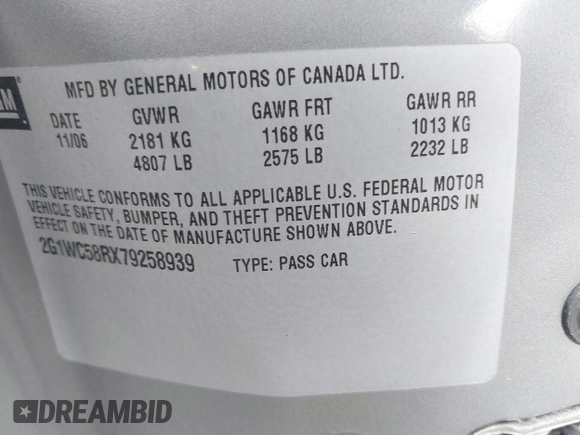 GM
MFD BY GENERAL MOTORS OF CANADA LTD.
DATE GVWR GAWR FRT GAWR RR
11/06 2181 KG 1168 KG 1013 KG
4807 LB 2575 LB 2232 LB
THIS VEHICLE CONFORMS TO ALL APPLICABLE U.S. FEDERAL MOTOR
VEHICLE SAFETY, BUMPER, AND THEFT PREVENTION STANDARDS IN
EFFECT ON THE DATE OF MANUFACTURE SHOWN ABOVE.
2G1WC58RX79258939 TYPE: PASS CAR
DREAMBID